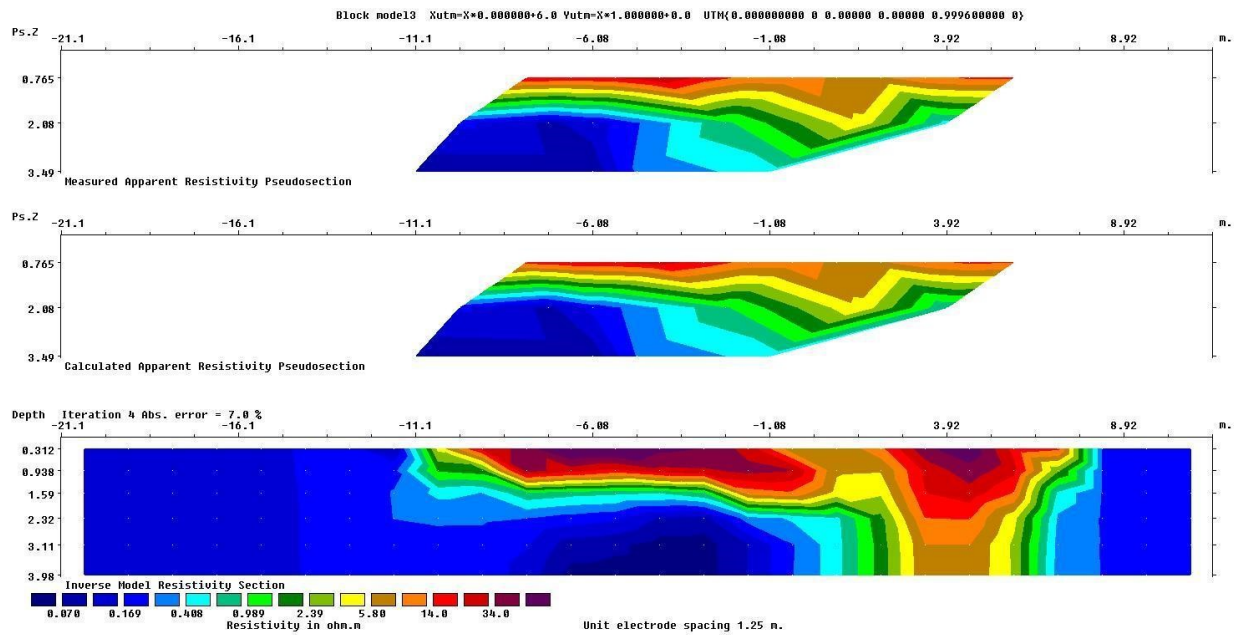 Block model3 Xutm=X*0.000000+6.0 Yutm=X*1.000000+0.0 UTM{0.000000000 0 0.00000 0.00000 0.999600000 0}
Ps.Z -21.1 -16.1 -11.1 -6.08 -1.08 3.92 8.92 m.
0.765
2.08
3.49
Measured Apparent Resistivity Pseudosection
Ps.Z -21.1 -16.1 -11.1 -6.08 -1.08 3.92 8.92 m.
0.765
2.08
3.49
Calculated Apparent Resistivity Pseudosection
Depth Iteration 4 Abs. error = 7.0 %
-21.1 -16.1 -11.1 -6.08 -1.08 3.92 8.92 m.
0.312
0.938
1.59
2.32
3.11
3.98
Inverse Model Resistivity Section
0.070 0.169 0.408 0.989 2.39 5.80 14.0 34.0
Resistivity in ohm.m Unit electrode spacing 1.25 m.